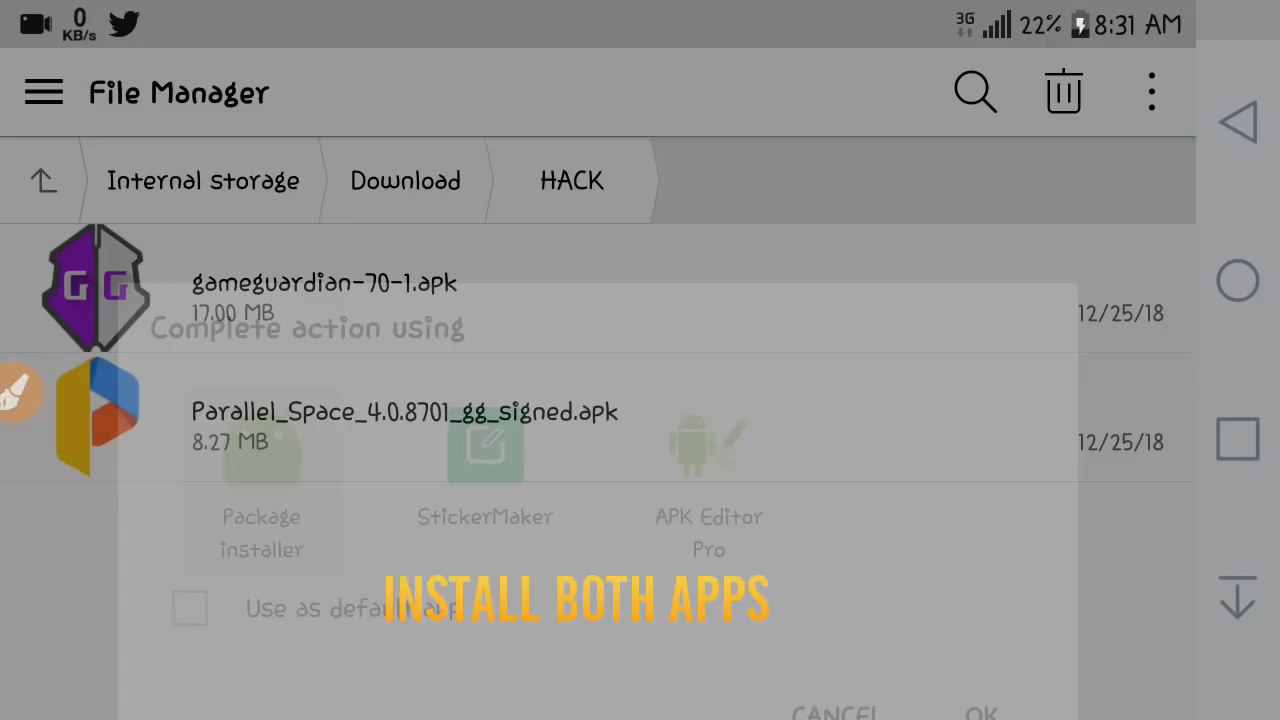 0
KB/s
3G
22%
8:31 AM
File Manager
Internal storage
Download
HACK
GG
gameguardian-70-1.apk
17.00 MB
12/25/18
Complete action using
Parallel_Space_4.0.8701_gg_signed.apk
8.27 MB
12/25/18
Package
installer
StickerMaker
APK Editor
Pro
INSTALL BOTH APPS
Use as default app
CANCEL
OK